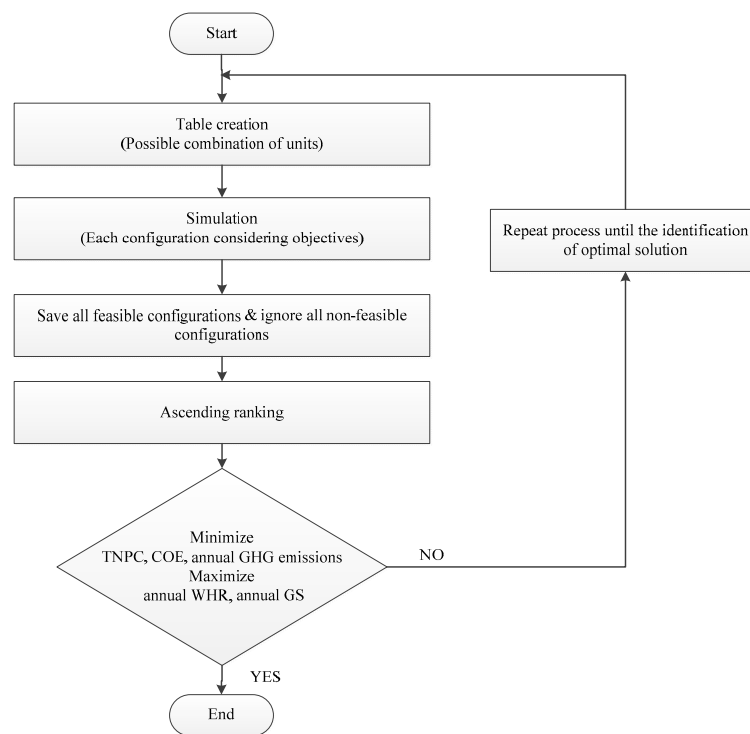 Start
Table creation
(Possible combination of units)
Simulation
(Each configuration considering objectives)
Save all feasible configurations & ignore all non-feasible
configurations
Ascending ranking
Minimize
TNPC, COE, annual GHG emissions
Maximize
annual WHR, annual GS
NO
Repeat process until the identification
of optimal solution
YES
End